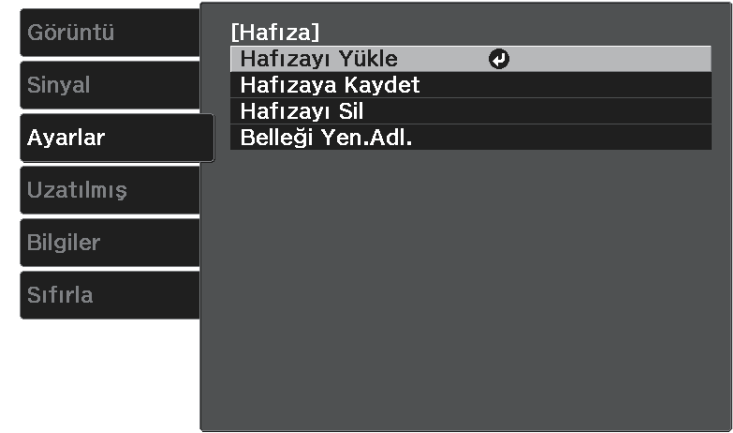 Görüntü
Sinyal
Ayarlar
Uzatılmış
Bilgiler
Sıfırla
[Hafıza]
Hafızayı Yükle
Hafızaya Kaydet
Hafızayı Sil
Belleği Yen.Adl.